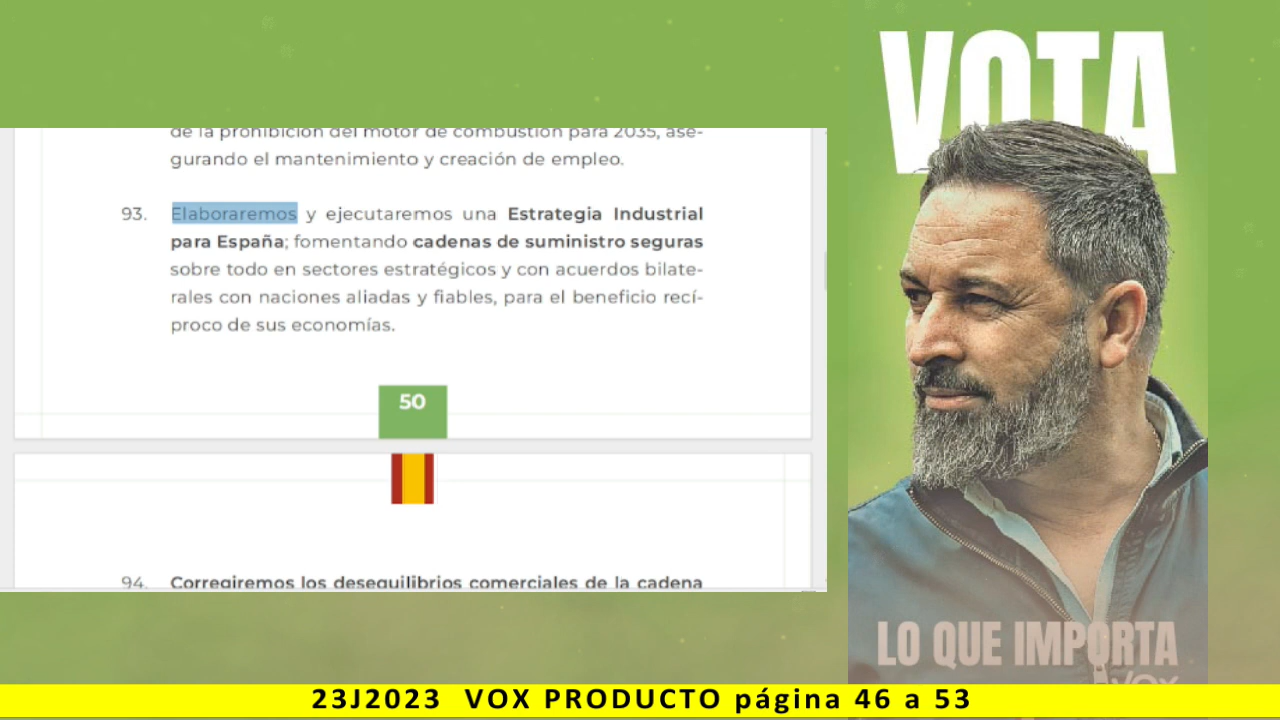 VOTA
de la prohibición del motor de combustión para 2035, ase-
gurando el mantenimiento y creación de empleo.
93. Elaboraremos y ejecutaremos una Estrategia Industrial
para España; fomentando cadenas de suministro seguras
sobre todo en sectores estratégicos y con acuerdos bilate-
rales con naciones aliadas y fiables, para el beneficio recí-
proco de sus economías.
50
94. Corregiremos los desequilibrios comerciales de la cadena
LO QUE IMPORTA
VOX
23J2023 VOX PRODUCTO página 46 a 53